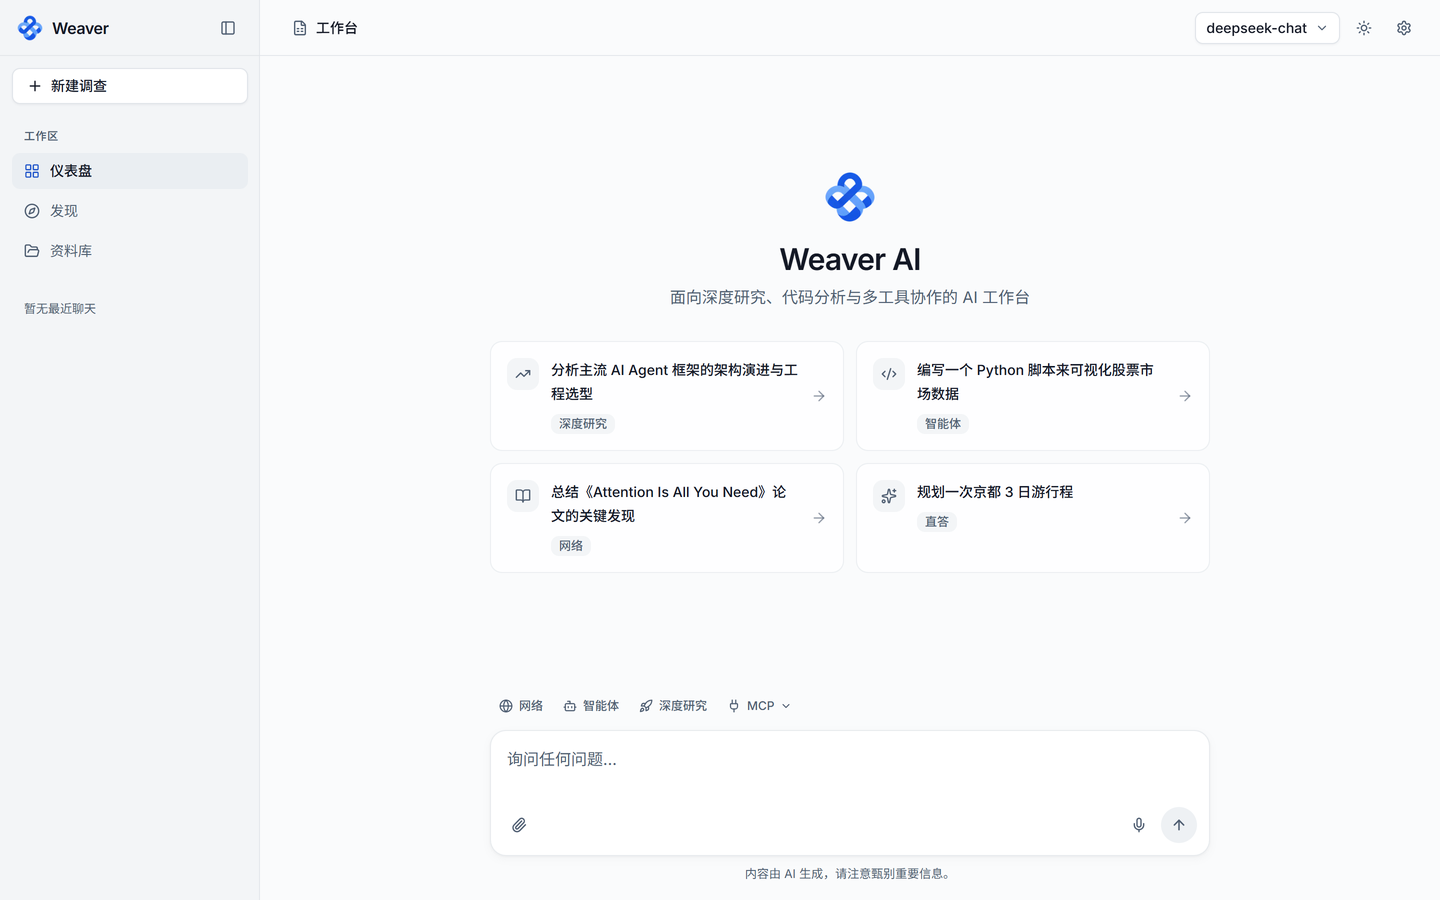 Weaver
新建调查
工作区
仪表盘
发现
资料库
暂无最近聊天
工作台
deepseek-chat
Weaver AI
面向深度研究、代码分析与多工具协作的 AI 工作台
分析主流 AI Agent 框架的架构演进与工
程选型
深度研究
编写一个 Python 脚本来可视化股票市
场数据
智能体
总结《Attention Is All You Need》论
文的关键发现
网络
规划一次京都 3 日游行程
直答
网络 智能体 深度研究 MCP
询问任何问题...
内容由 AI 生成，请注意甄别重要信息。